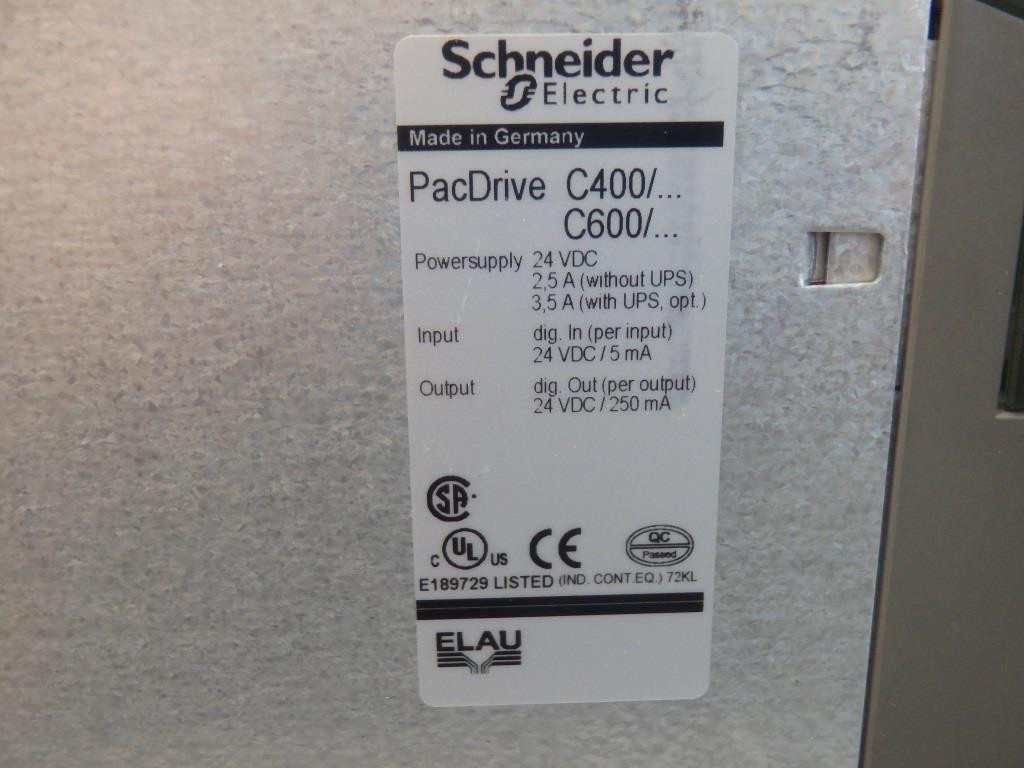 Schneider
Electric
Made in Germany
PacDrive C400/...
C600/...
Powersupply 24 VDC
2,5 A (without UPS)
3,5 A (with UPS, opt.)
Input dig. In (per input)
24 VDC / 5 mA
Output dig. Out (per output)
24 VDC / 250 mA
SA
C UL US CE QC Passed
E189729 LISTED (IND. CONT.EQ.) 72KL
ELAU